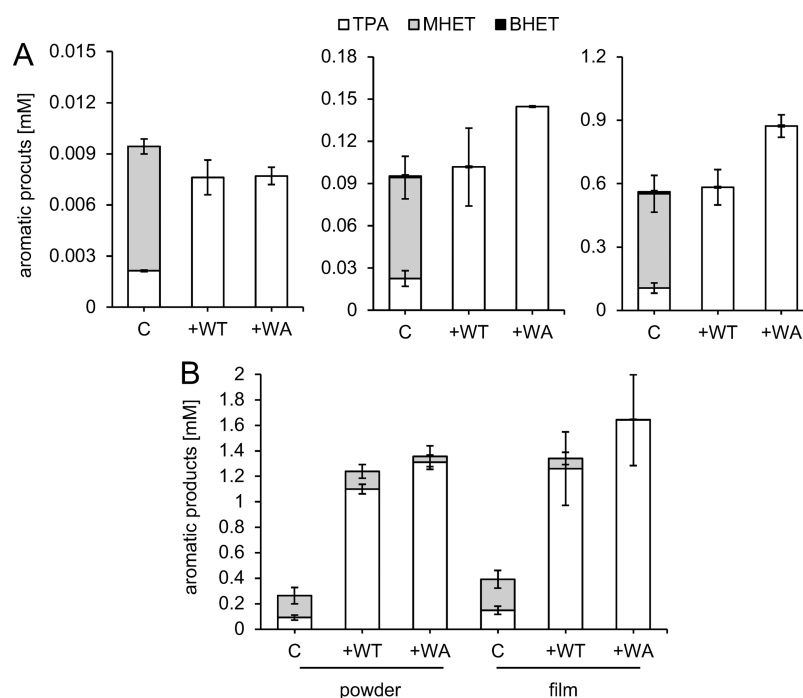 TPA MHET BHET
A
aromatic procuts [mM]
0.015
0.012
0.009
0.006
0.003
0
C +WT +WA
0.18
0.15
0.12
0.09
0.06
0.03
0
C +WT +WA
1.2
0.9
0.6
0.3
0
C +WT +WA
B
aromatic products [mM]
2
1.8
1.6
1.4
1.2
1
0.8
0.6
0.4
0.2
0
C +WT +WA C +WT +WA
powder film